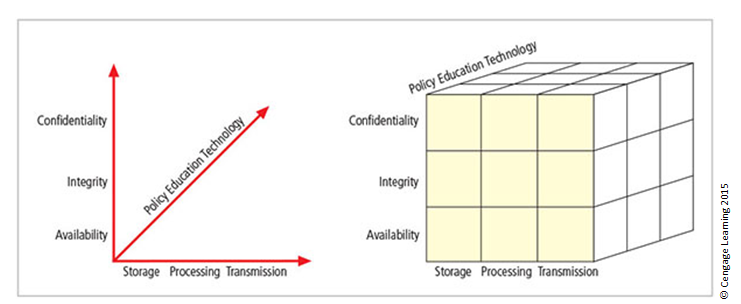 Confidentiality
Integrity
Availability
Policy Education Technology
Storage Processing Transmission
Policy Education Technology
Confidentiality
Integrity
Availability
Storage Processing Transmission
© Cengage Learning 2015